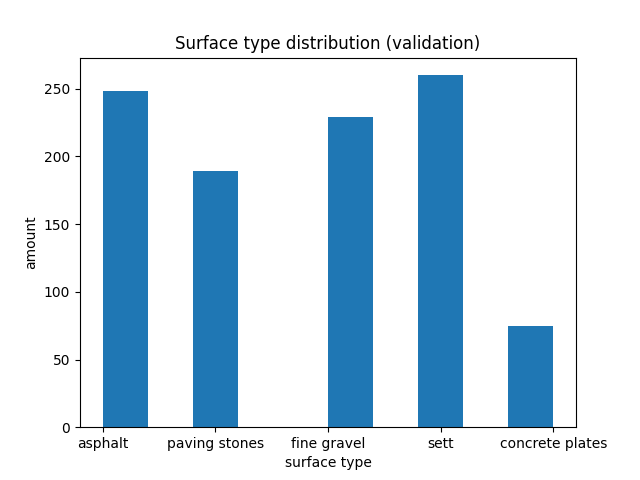 Surface type distribution (validation)
250
200
150
100
50
0
amount
asphalt paving stones fine gravel sett concrete plates
surface type